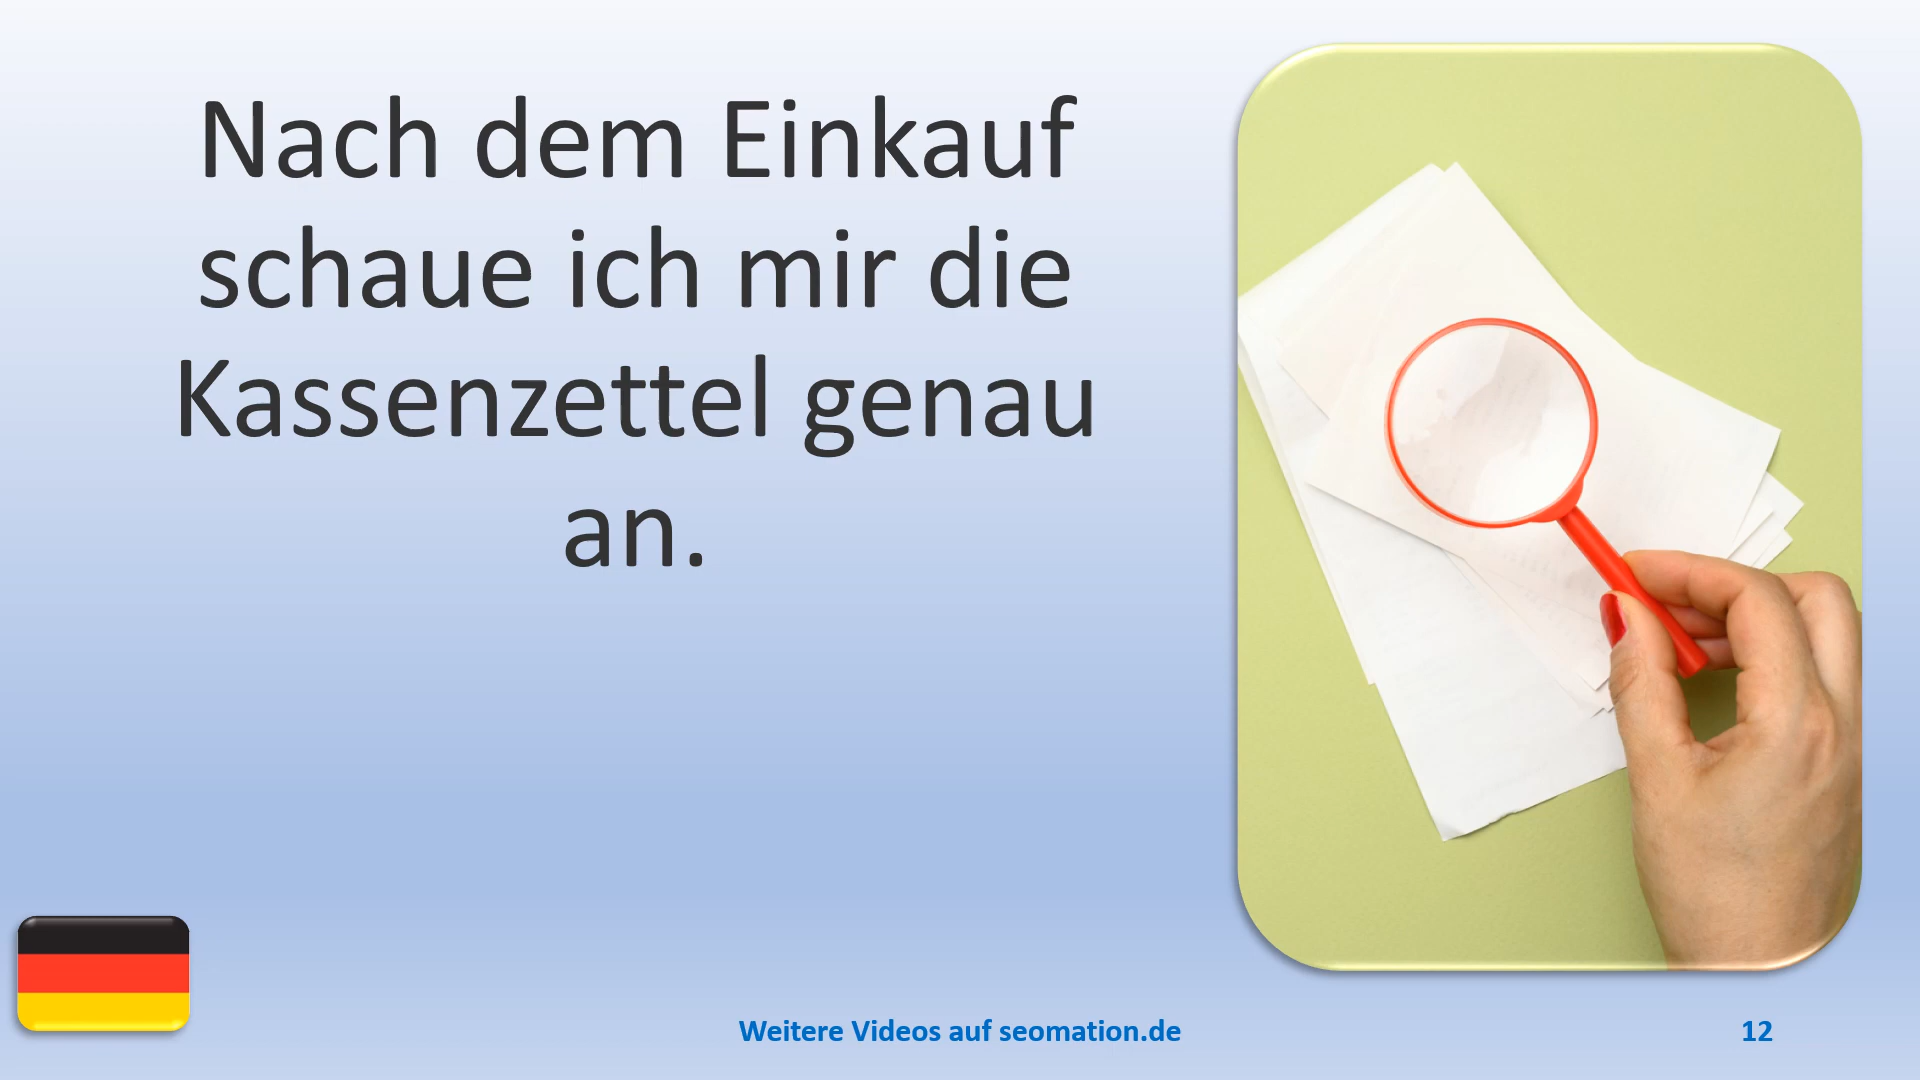 Nach dem Einkauf
schaue ich mir die
Kassenzettel genau
an.
Weitere Videos auf seomation.de
12